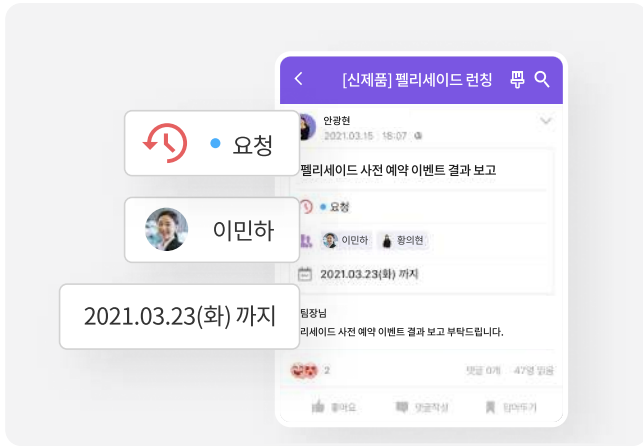 [신제품] 펠리세이드 런칭
안광현
2021.03.15 18:07
요청
펠리세이드 사전 예약 이벤트 결과 보고
요청
이민하
이민하 황의현
2021.03.23(화) 까지
2021.03.23(화) 까지
팀장님
리세이드 사전 예약 이벤트 결과 보고 부탁드립니다.
2 댓글 0개 47명 읽음
좋아요 댓글작성 담아두기